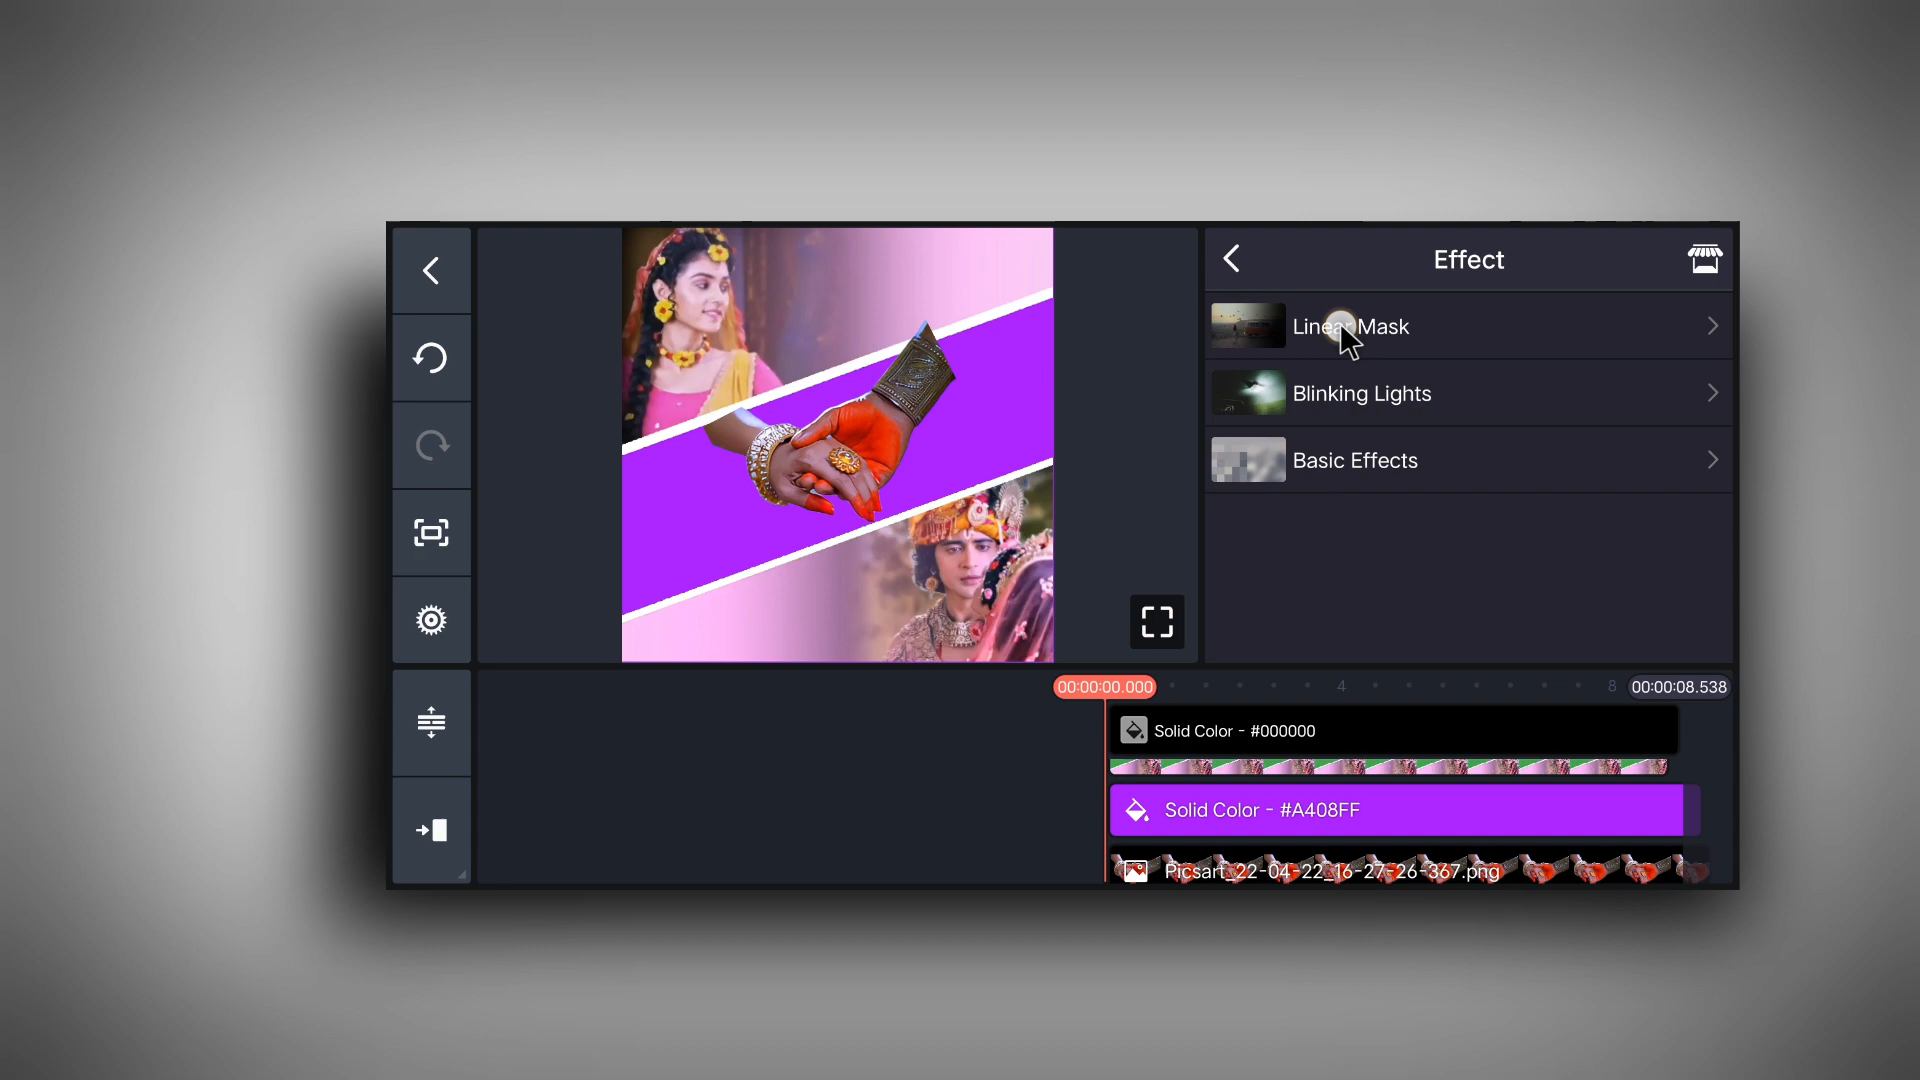 Effect
Linear Mask
Blinking Lights
Basic Effects
00:00:00.000
4
8
00:00:08.538
Solid Color - #000000
Solid Color - #A408FF
Picsart_22-04-22_16-27-26-367.png